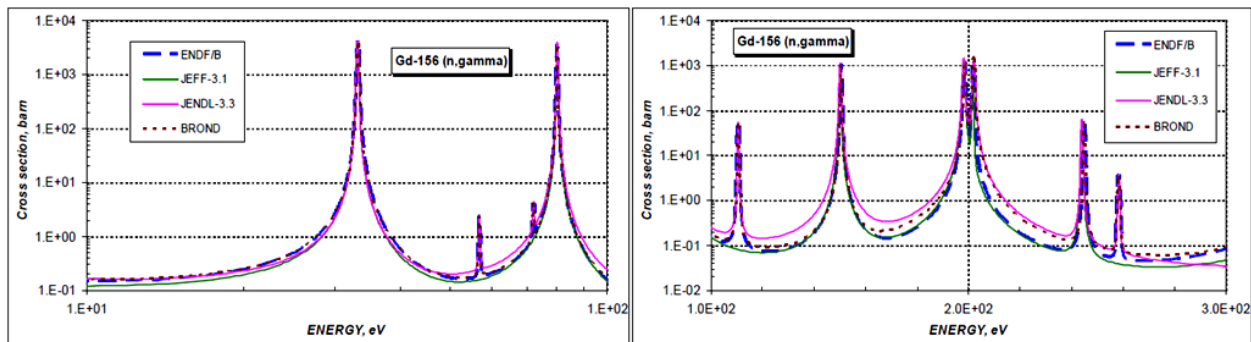 1.E+04
1.E+03
1.E+02
1.E+01
1.E+00
1.E-01
Cross section, barn
ENDF/B
JEFF-3.1
JENDL-3.3
BROND
Gd-156 (n,gamma)
1.E+01
1.E+02
ENERGY, eV
1.E+04
1.E+03
1.E+02
1.E+01
1.E+00
1.E-01
1.E-02
Cross section, barn
Gd-156 (n,gamma)
ENDF/B
JEFF-3.1
JENDL-3.3
BROND
1.0E+02
2.0E+02
3.0E+02
ENERGY, eV